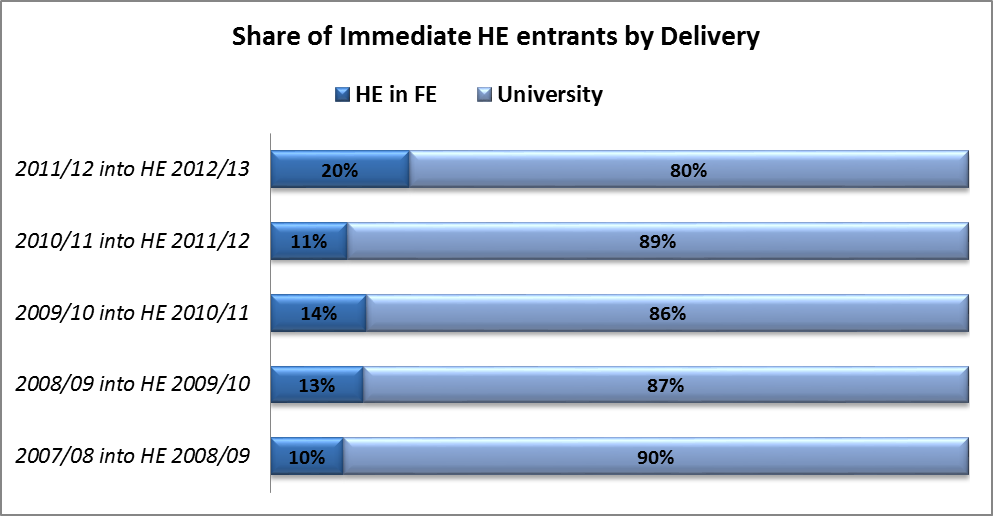 Share of Immediate HE entrants by Delivery
HE in FE University
2011/12 into HE 2012/13 20% 80%
2010/11 into HE 2011/12 11% 89%
2009/10 into HE 2010/11 14% 86%
2008/09 into HE 2009/10 13% 87%
2007/08 into HE 2008/09 10% 90%